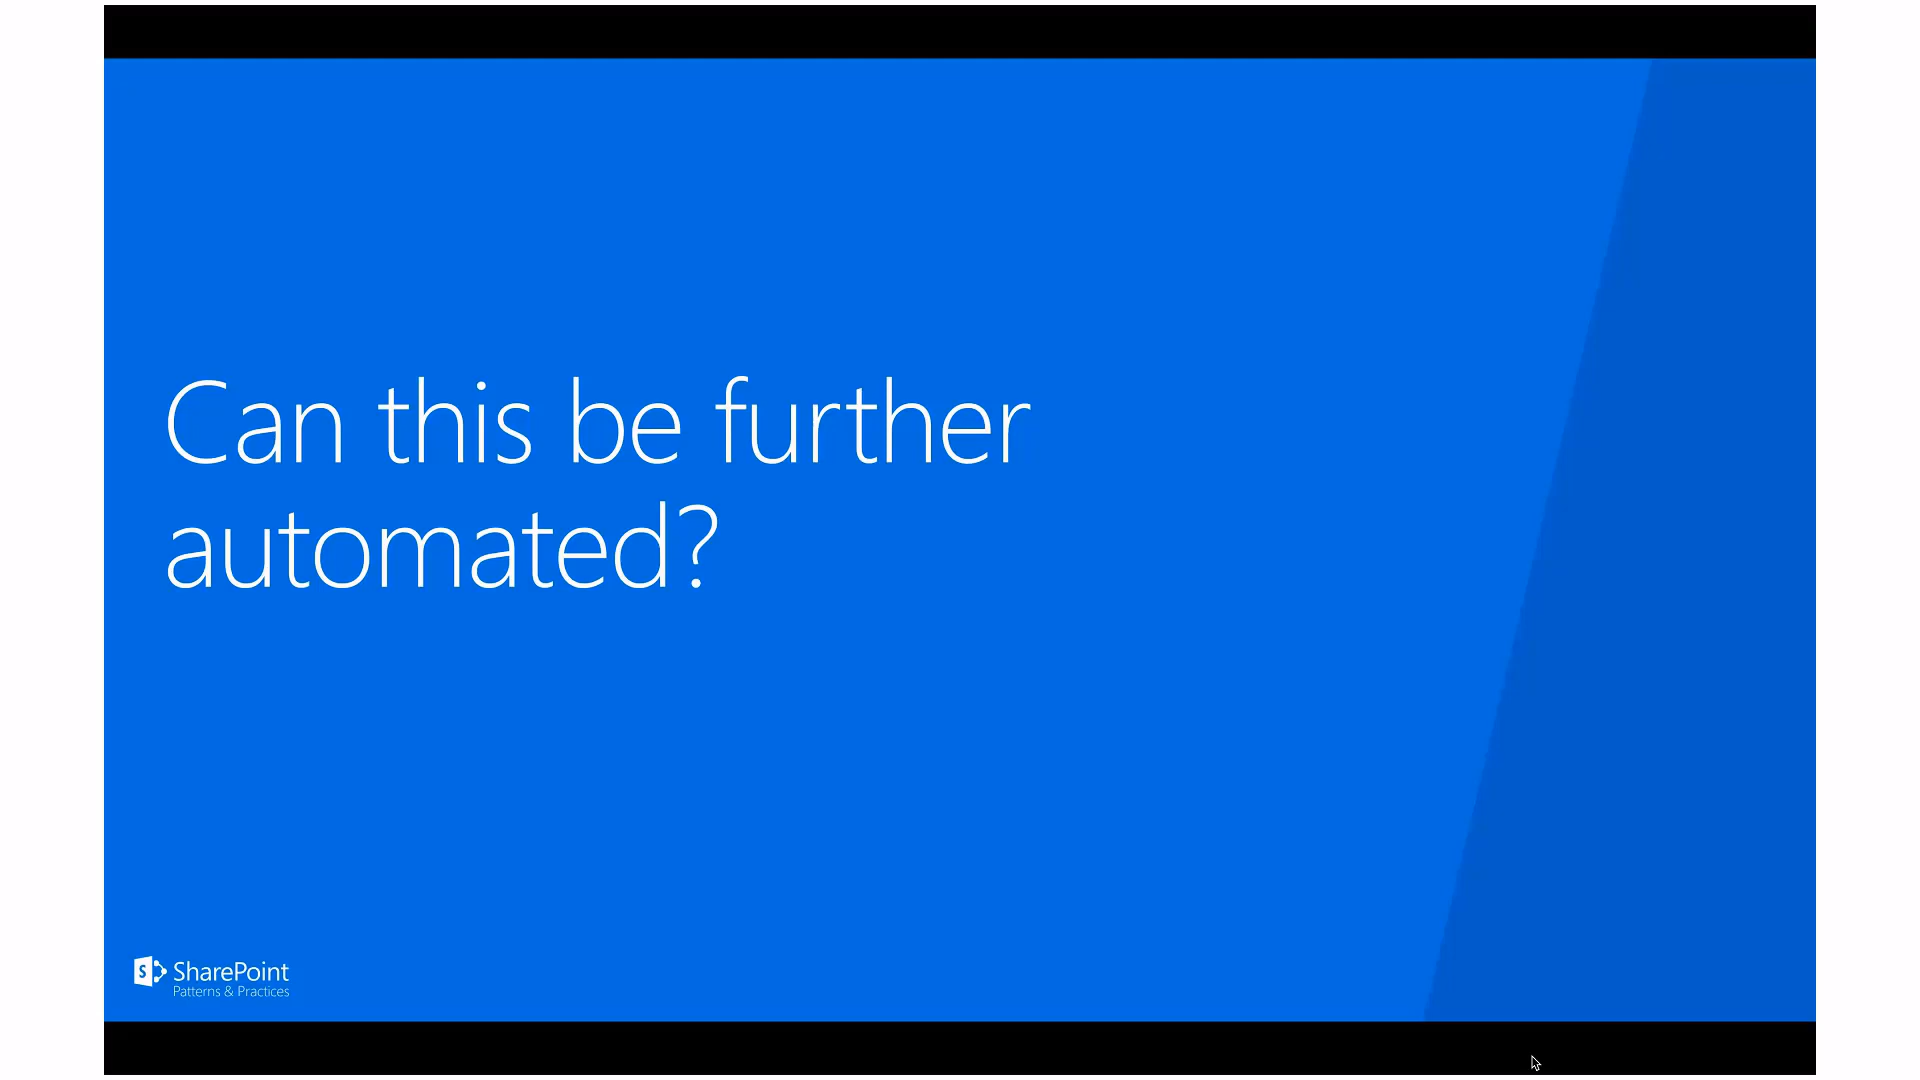 Can this be further
automated?
S
SharePoint
Patterns & Practices